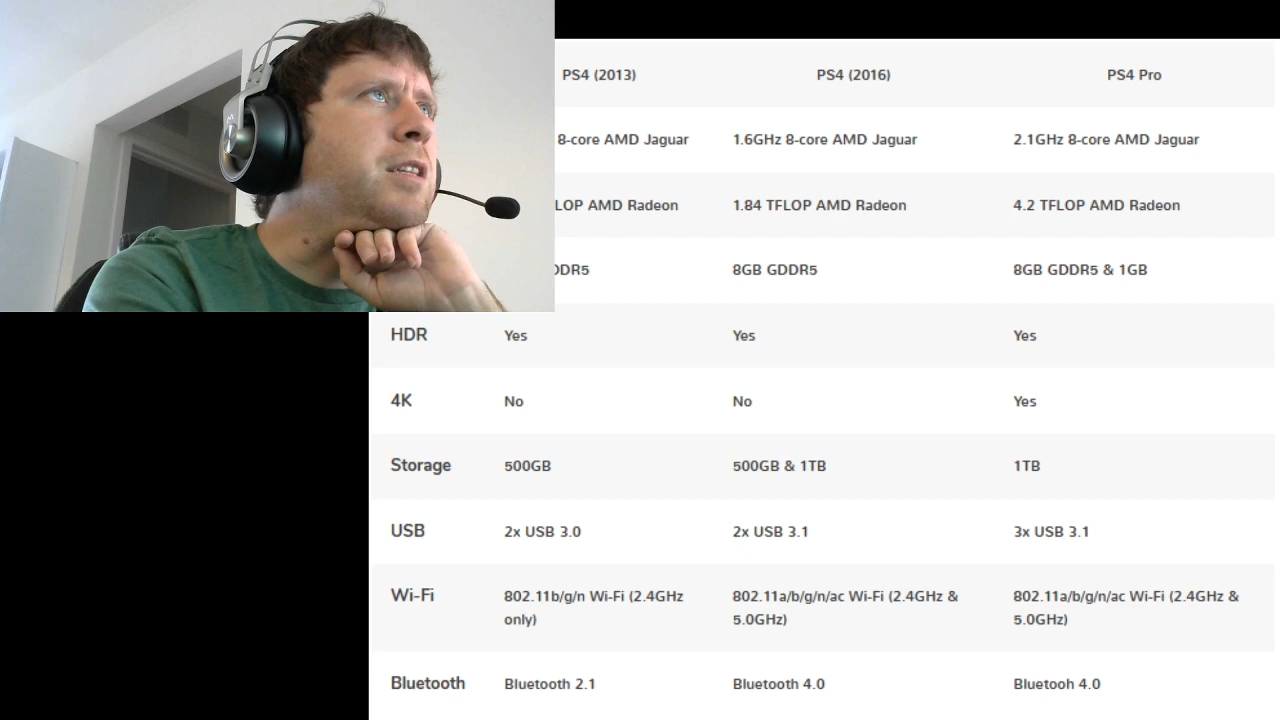 PS4 (2013) PS4 (2016) PS4 Pro
8-core AMD Jaguar 1.6GHz 8-core AMD Jaguar 2.1GHz 8-core AMD Jaguar
AMD Radeon 1.84 TFLOP AMD Radeon 4.2 TFLOP AMD Radeon
8GB GDDR5 8GB GDDR5 & 1GB
HDR Yes Yes Yes
4K No No Yes
Storage 500GB 500GB & 1TB 1TB
USB 2x USB 3.0 2x USB 3.1 3x USB 3.1
Wi-Fi 802.11b/g/n Wi-Fi (2.4GHz 802.11a/b/g/n/ac Wi-Fi (2.4GHz & 802.11a/b/g/n/ac Wi-Fi (2.4GHz &
only) 5.0GHz) 5.0GHz)
Bluetooth Bluetooth 2.1 Bluetooth 4.0 Bluetooh 4.0